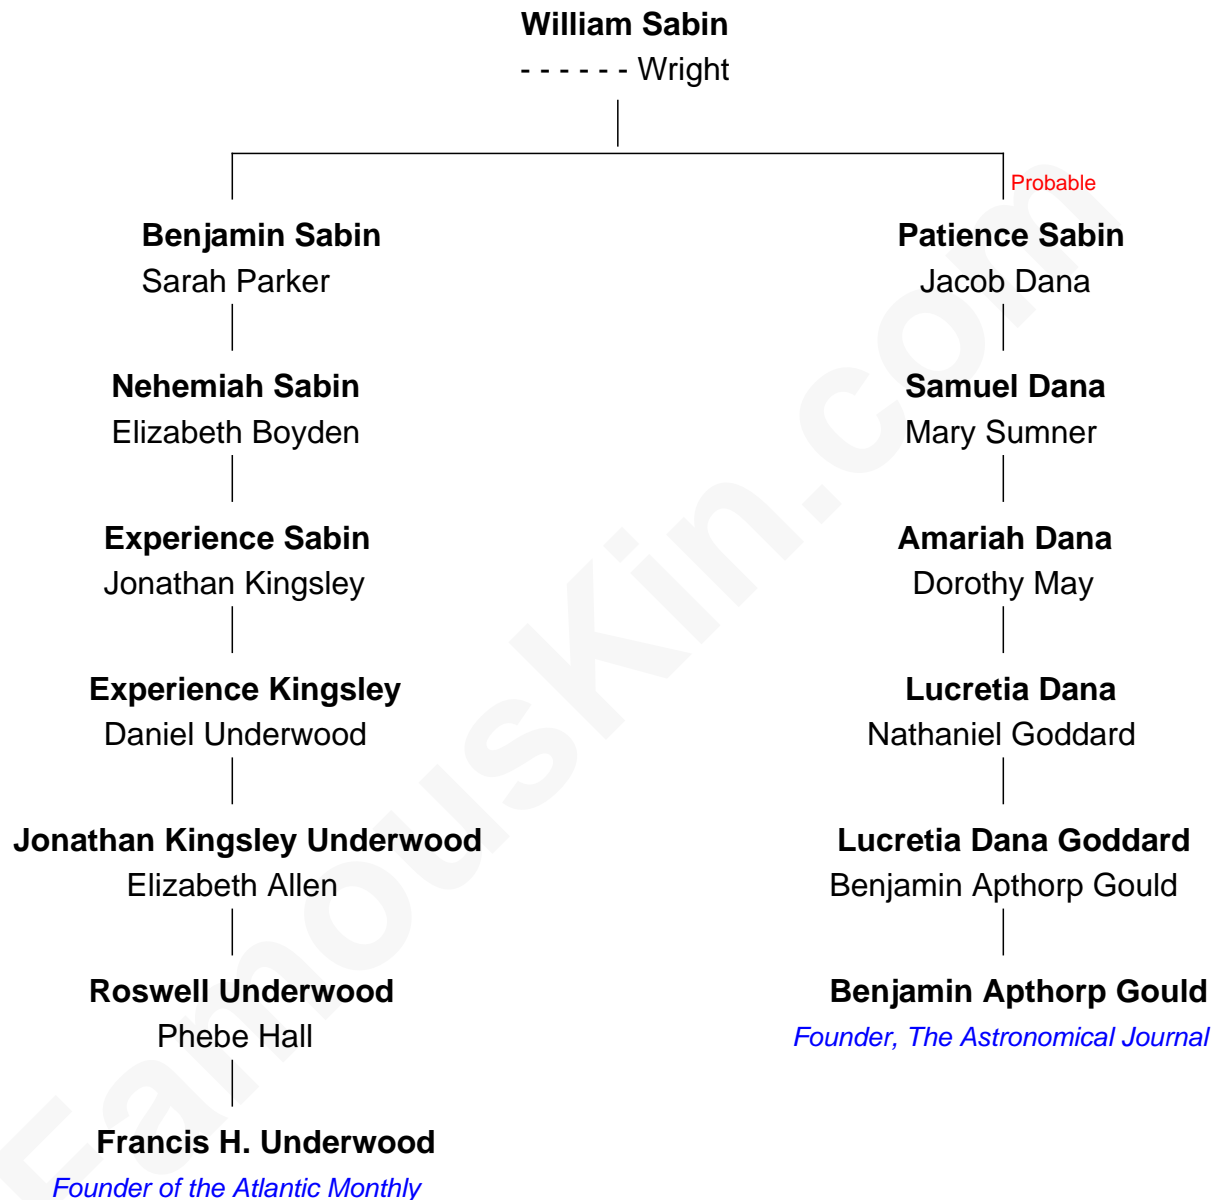 William Sabin
- - - - - - Wright
Probable
Benjamin Sabin
Sarah Parker
Patience Sabin
Jacob Dana
Nehemiah Sabin
Elizabeth Boyden
Samuel Dana
Mary Sumner
Experience Sabin
Jonathan Kingsley
Amariah Dana
Dorothy May
Experience Kingsley
Daniel Underwood
Lucretia Dana
Nathaniel Goddard
Jonathan Kingsley Underwood
Elizabeth Allen
Lucretia Dana Goddard
Benjamin Apthorp Gould
Roswell Underwood
Phebe Hall
Benjamin Apthorp Gould
Founder, The Astronomical Journal
Francis H. Underwood
Founder of the Atlantic Monthly
FamousKin.com